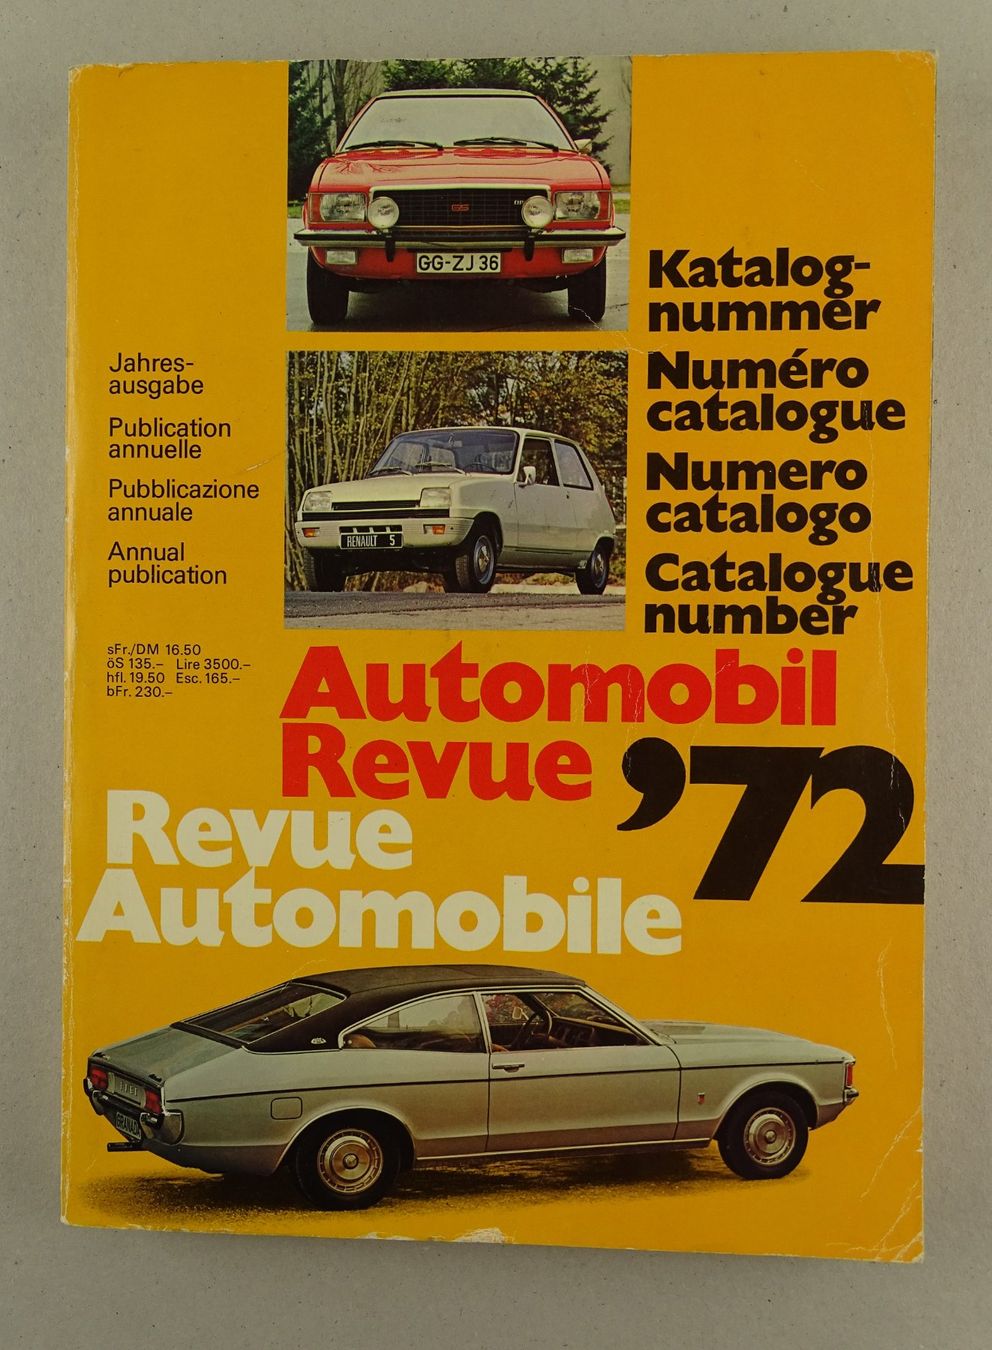 GS
GG-ZJ 36
Katalog-
nummer
Numéro
catalogue
Numero
catalogo
Catalogue
number
Jahres-
ausgabe
Publication
annuelle
Pubblicazione
annuale
Annual
publication
RENAULT 5
sFr./DM 16.50
öS 135.– Lire 3500.–
hfl. 19.50 Esc. 165.–
bFr. 230.–
Automobil
Revue
'72
Revue
Automobile
GRANADA